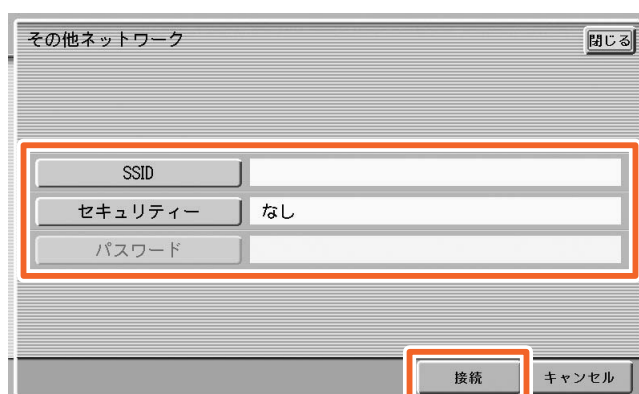 その他ネットワーク
閉じる
SSID
セキュリティー なし
パスワード
接続 キャンセル